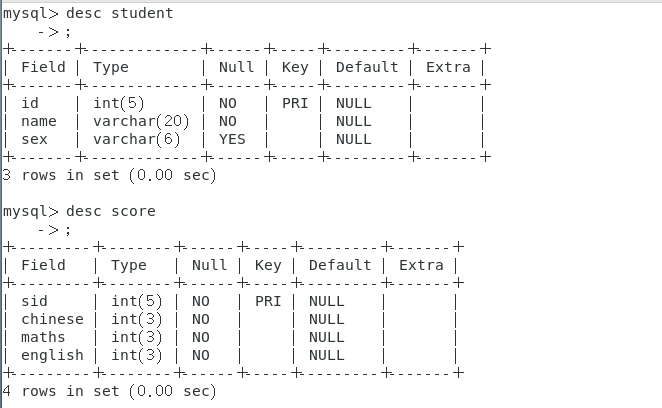 mysql> desc student
    ->;
+-------+-------------+------+-----+---------+-------+
| Field | Type        | Null | Key | Default | Extra |
+-------+-------------+------+-----+---------+-------+
| id    | int(5)      | NO   | PRI | NULL    |       |
| name  | varchar(20) | NO   |     | NULL    |       |
| sex   | varchar(6)  | YES  |     | NULL    |       |
+-------+-------------+------+-----+---------+-------+
3 rows in set (0.00 sec)

mysql> desc score
    ->;
+---------+--------+------+-----+---------+-------+
| Field   | Type   | Null | Key | Default | Extra |
+---------+--------+------+-----+---------+-------+
| sid     | int(5) | NO   | PRI | NULL    |       |
| chinese | int(3) | NO   |     | NULL    |       |
| maths   | int(3) | NO   |     | NULL    |       |
| english | int(3) | NO   |     | NULL    |       |
+---------+--------+------+-----+---------+-------+
4 rows in set (0.00 sec)